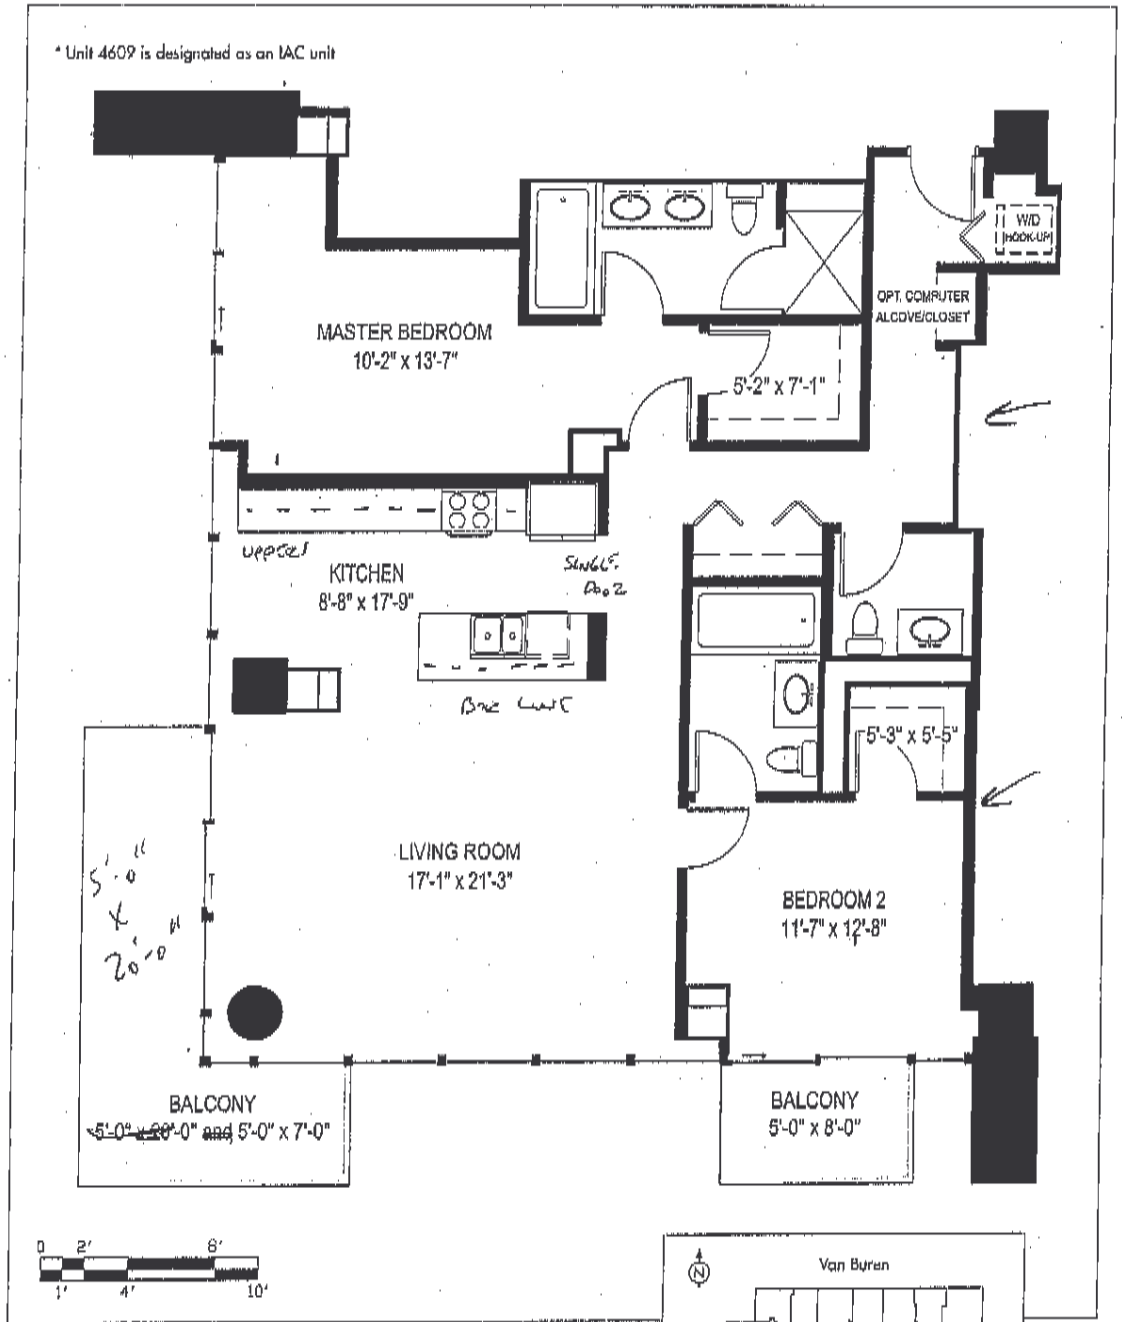 * Unit 4609 is designated as an IAC unit
W/D
HOOK-UP
OPT. COMPUTER
ALCOVE/CLOSET
MASTER BEDROOM
10'-2" x 13'-7"
5'-2" x 7'-1"
UPPER
SINGLE
DOOR
KITCHEN
8'-8" x 17'-9"
5'-3" x 5'-5"
5'-0"
x
20'-0"
LIVING ROOM
17'-1" x 21'-3"
BEDROOM 2
11'-7" x 12'-8"
BALCONY
5'-0" x 20'-0" and 5'-0" x 7'-0"
BALCONY
5'-0" x 8'-0"
0 2' 6'
1' 4' 10'
N
Van Buren